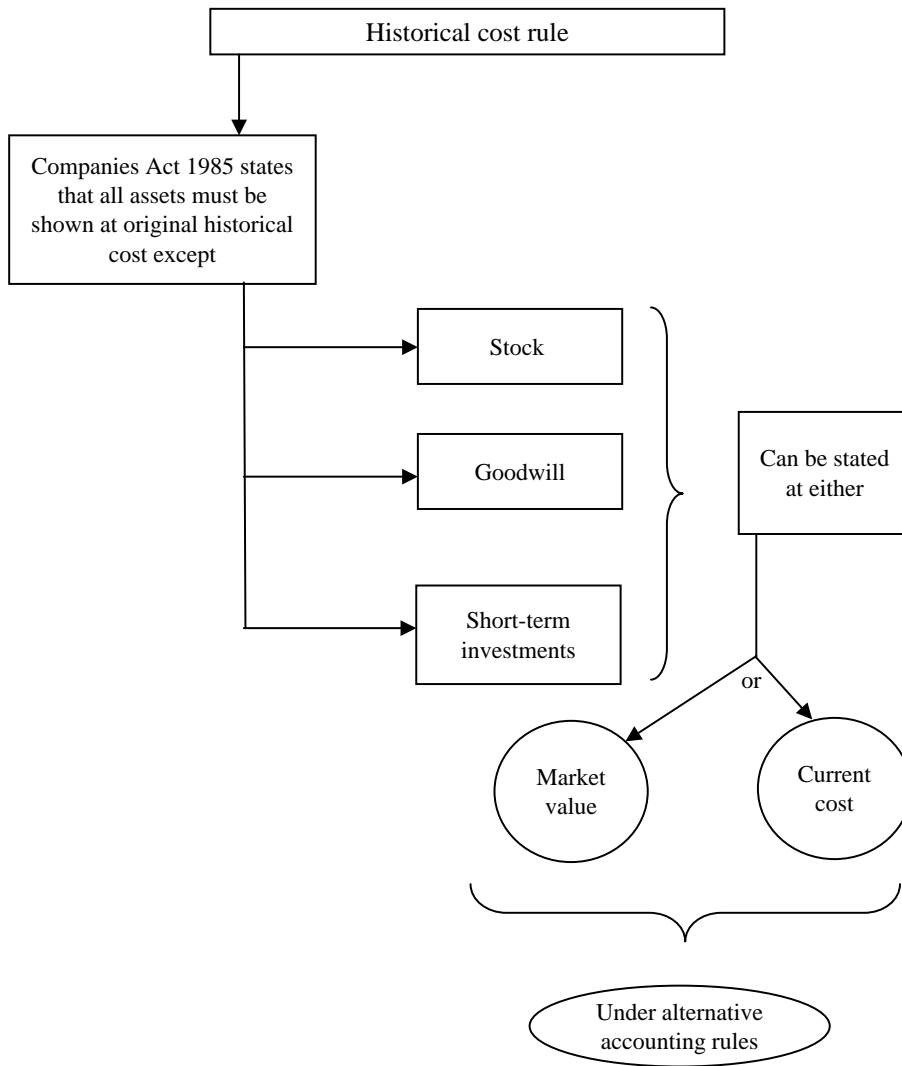 Historical cost rule
Companies Act 1985 states
that all assets must be
shown at original historical
cost except
Stock
Goodwill
Short-term
investments
Can be stated
at either
or
Market
value
Current
cost
Under alternative
accounting rules